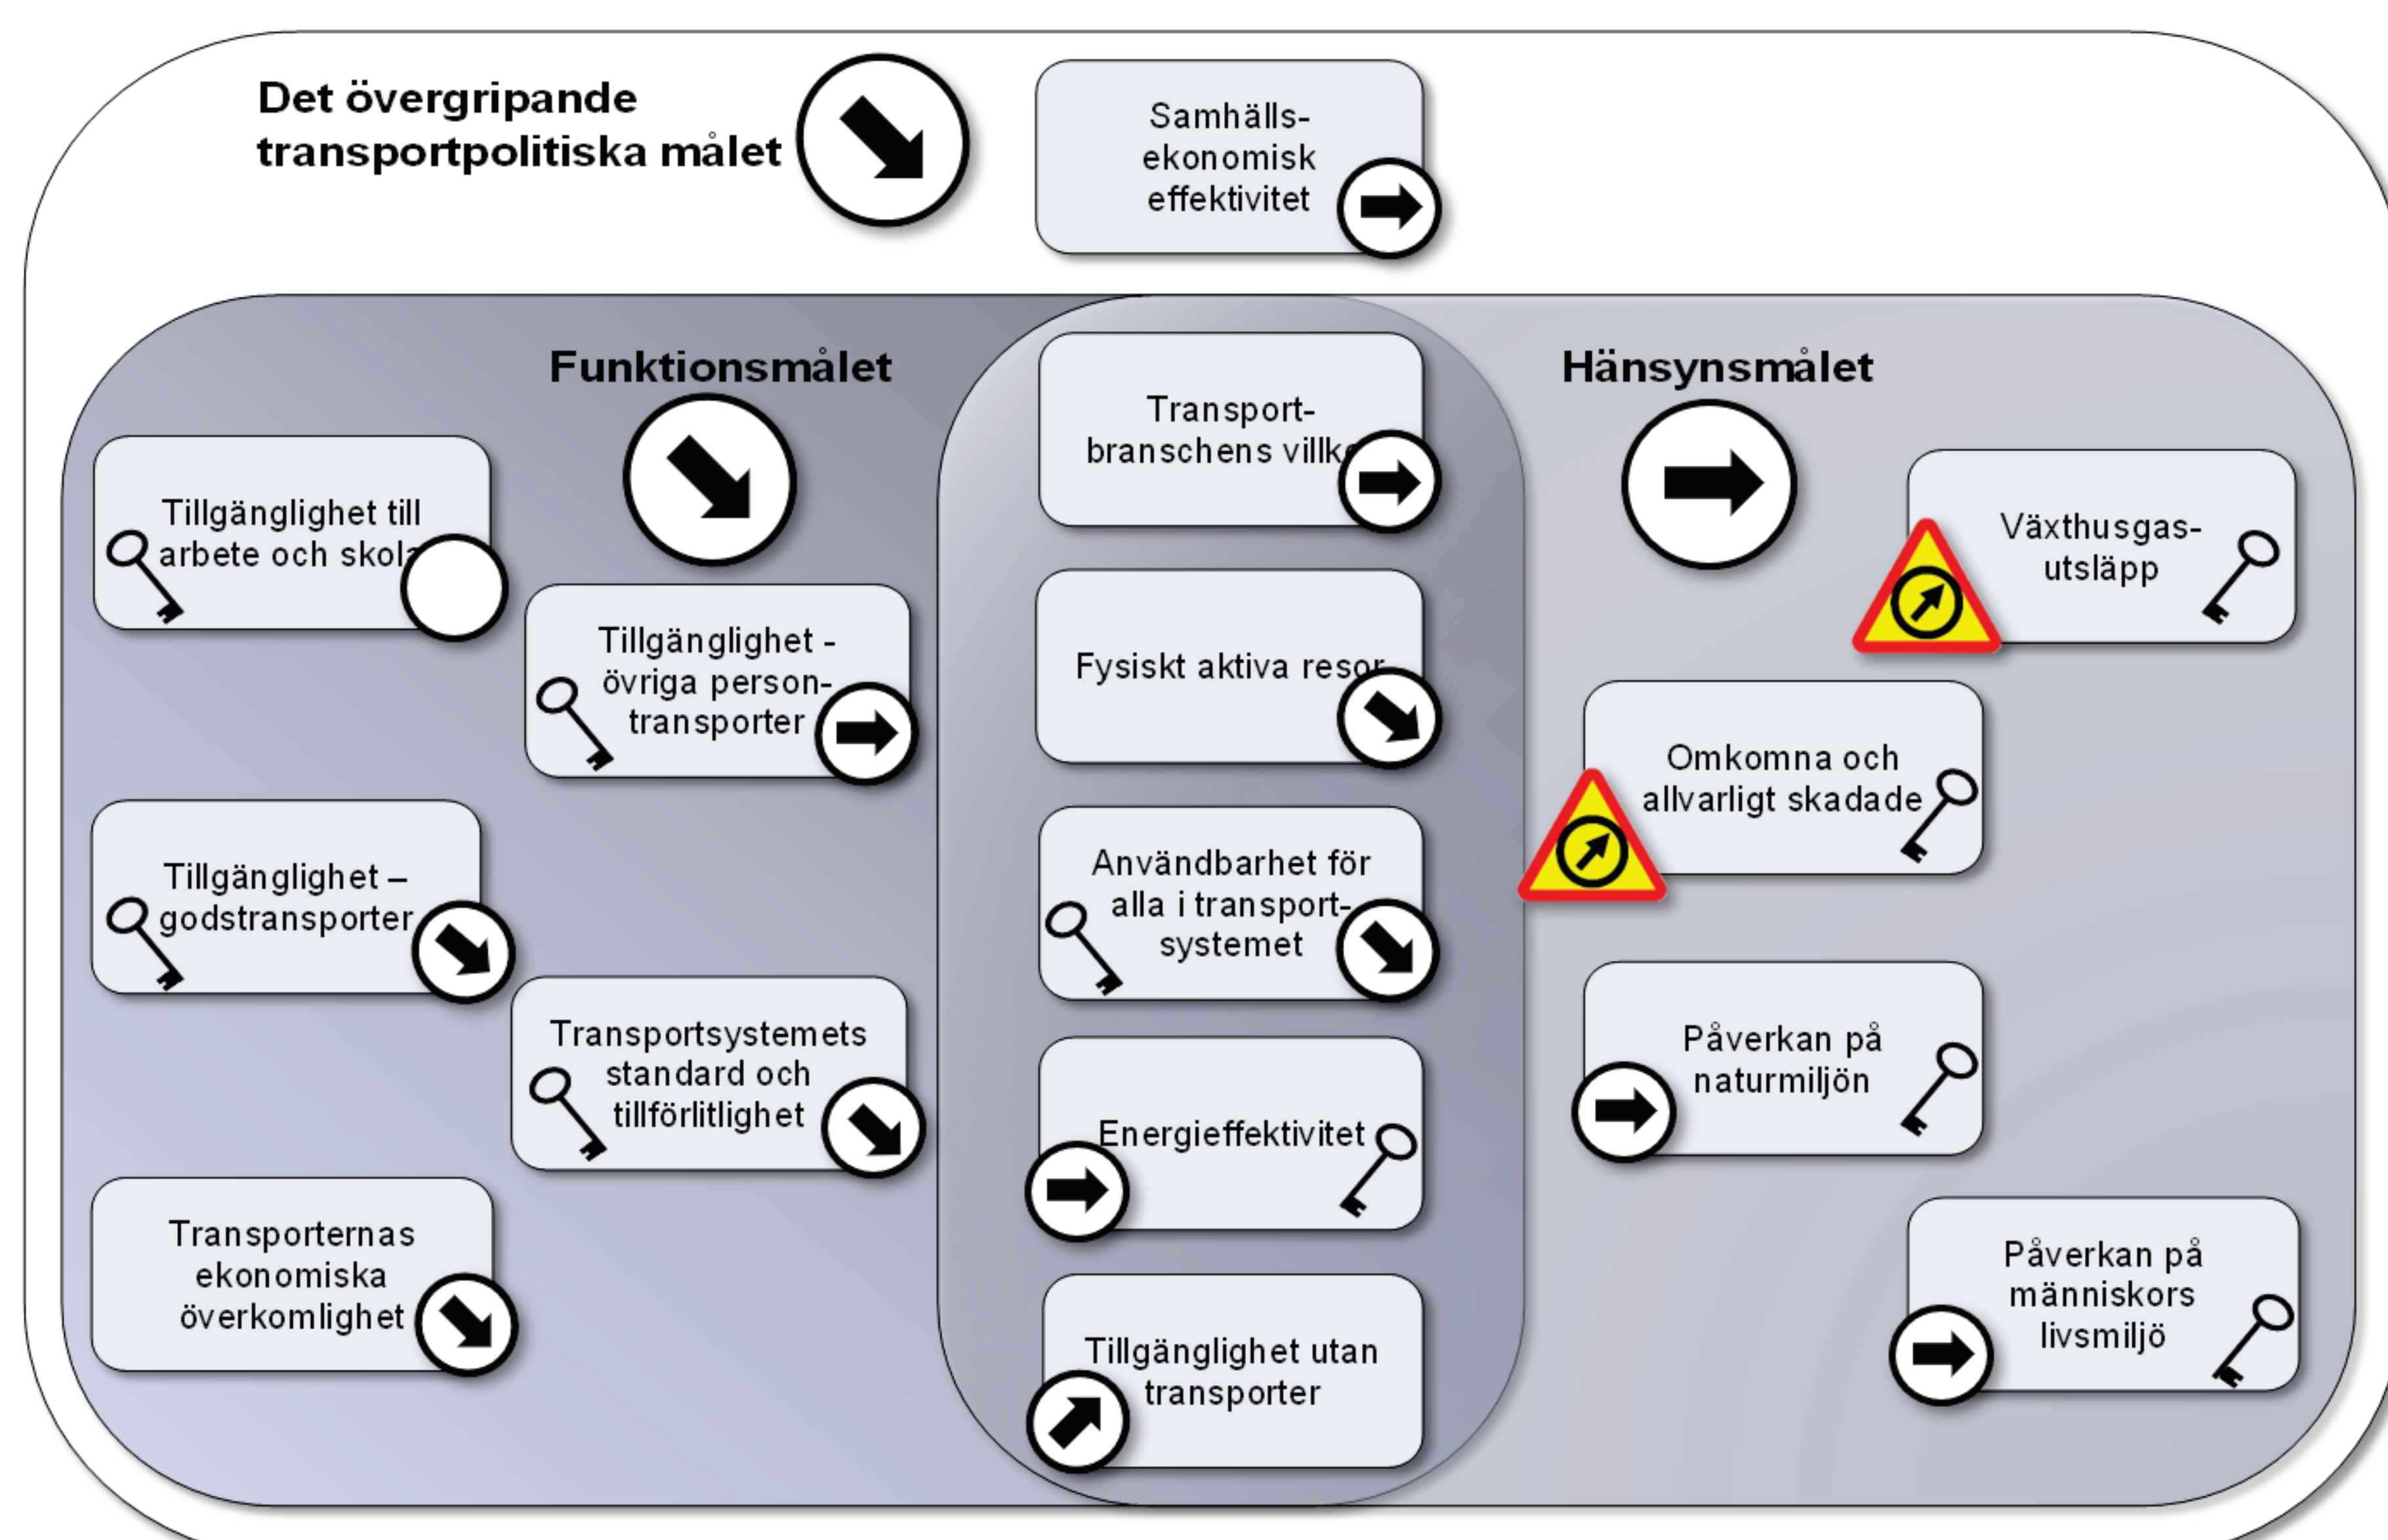 Det övergripande
transportpolitiska målet
Samhälls-
ekonomisk
effektivitet
Funktionsmålet
Tillgänglighet till
arbete och skola
Tillgänglighet -
övriga person-
transporter
Tillgänglighet –
godstransporter
Transportsystemets
standard och
tillförlitlighet
Transporternas
ekonomiska
överkomlighet
Transport-
branschens villk
Fysiskt aktiva resor
Användbarhet för
alla i transport-
systemet
Energieffektivitet
Tillgänglighet utan
transporter
Hänsynsmålet
Växthusgas-
utsläpp
Omkomna och
allvarligt skadade
Påverkan på
naturmiljön
Påverkan på
människors
livsmiljö